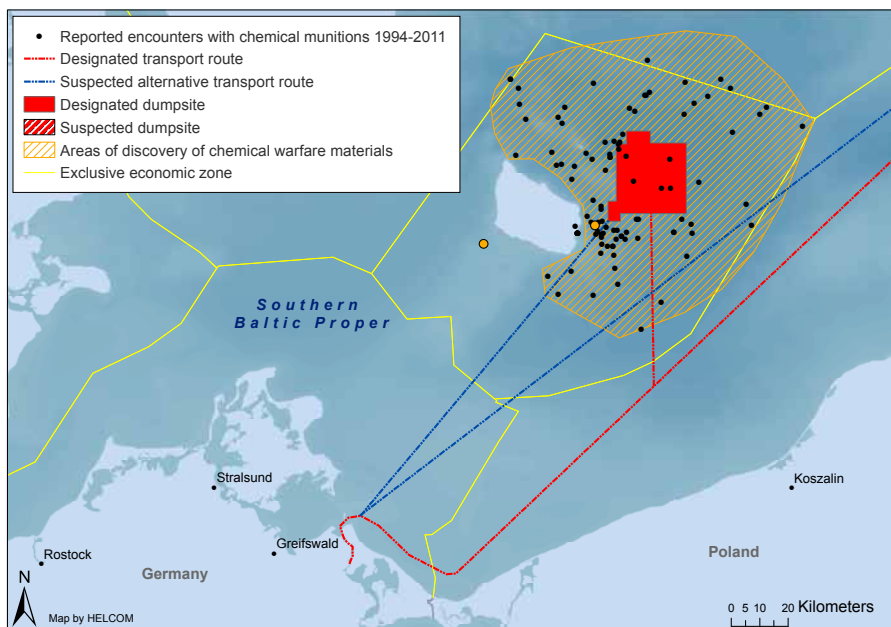 Reported encounters with chemical munitions 1994-2011
Designated transport route
Suspected alternative transport route
Designated dumpsite
Suspected dumpsite
Areas of discovery of chemical warfare materials
Exclusive economic zone
Southern
Baltic Proper
Stralsund
Koszalin
Greifswald
Rostock
Poland
Germany
N
Map by HELCOM
0 5 10 20 Kilometers